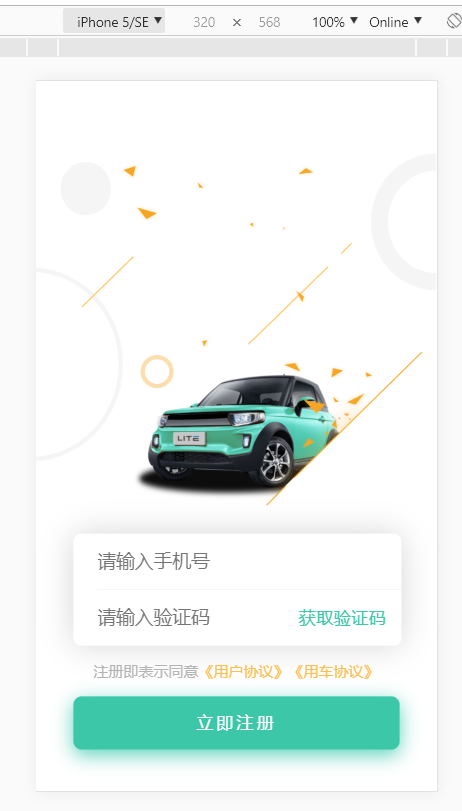 iPhone 5/SE ▼ 320 × 568 100% ▼ Online ▼
LITE
请输入手机号
请输入验证码 获取验证码
注册即表示同意《用户协议》《用车协议》
立即注册